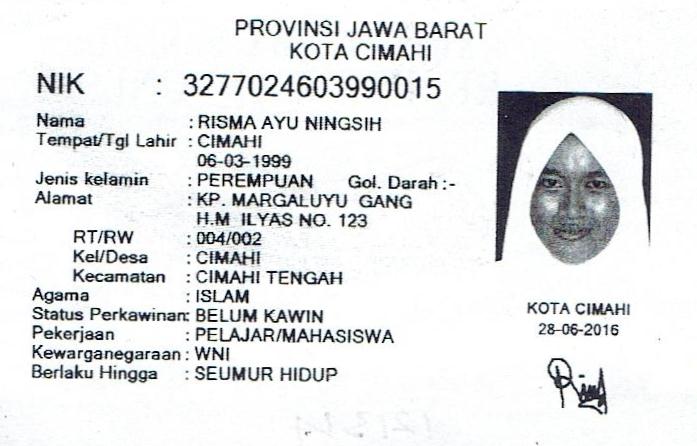 PROVINSI JAWA BARAT
KOTA CIMAHI
NIK : 3277024603990015
Nama : RISMA AYU NINGSIH
Tempat/Tgl Lahir : CIMAHI
06-03-1999
Jenis kelamin : PEREMPUAN Gol. Darah :-
Alamat : KP. MARGALUYU GANG
H.M ILYAS NO. 123
RT/RW : 004/002
Kel/Desa : CIMAHI
Kecamatan : CIMAHI TENGAH
Agama : ISLAM
Status Perkawinan: BELUM KAWIN
Pekerjaan : PELAJAR/MAHASISWA
Kewarganegaraan : WNI
Berlaku Hingga : SEUMUR HIDUP
KOTA CIMAHI
28-06-2016